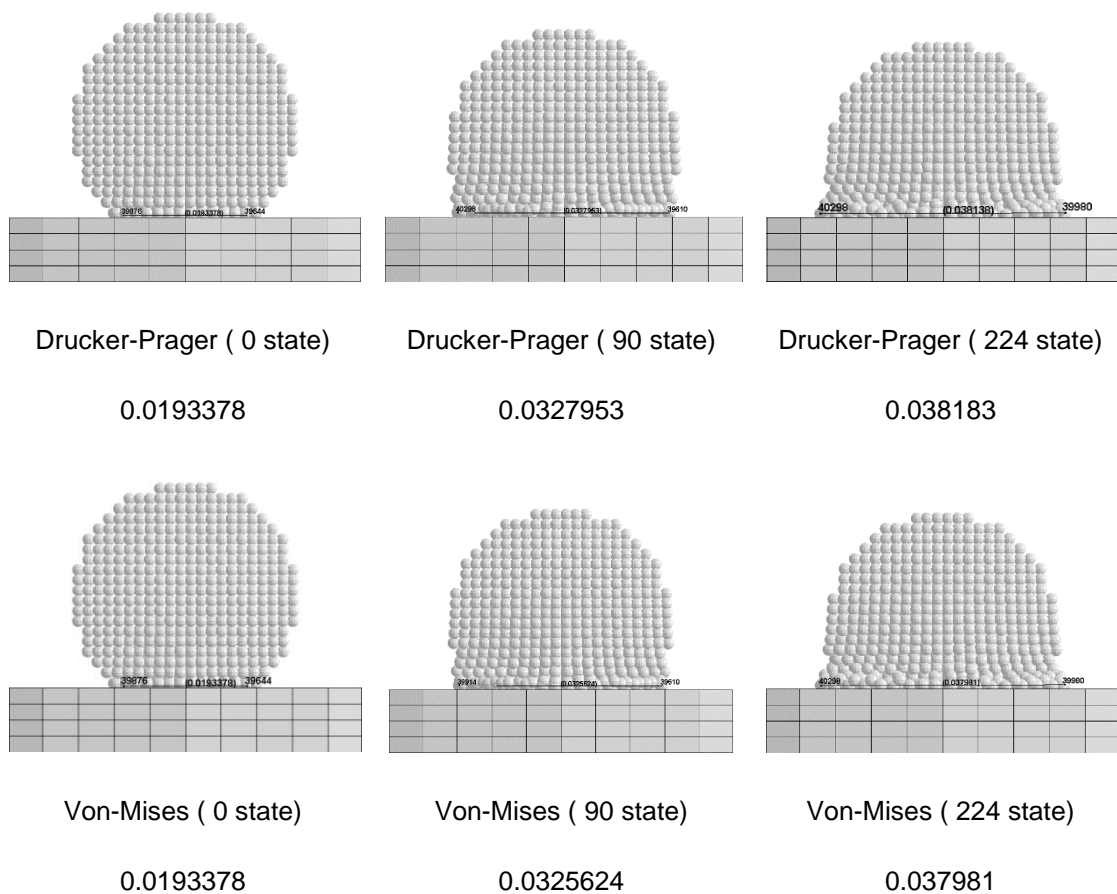 39876 (0.0193378) 39644
40298 (0.0327953) 39610
40298 (0.038138) 39980
Drucker-Prager ( 0 state)
Drucker-Prager ( 90 state)
Drucker-Prager ( 224 state)
0.0193378
0.0327953
0.038183
39876 (0.0193378) 39644
39914 (0.0325624) 39610
40298 (0.037981) 39980
Von-Mises ( 0 state)
Von-Mises ( 90 state)
Von-Mises ( 224 state)
0.0193378
0.0325624
0.037981